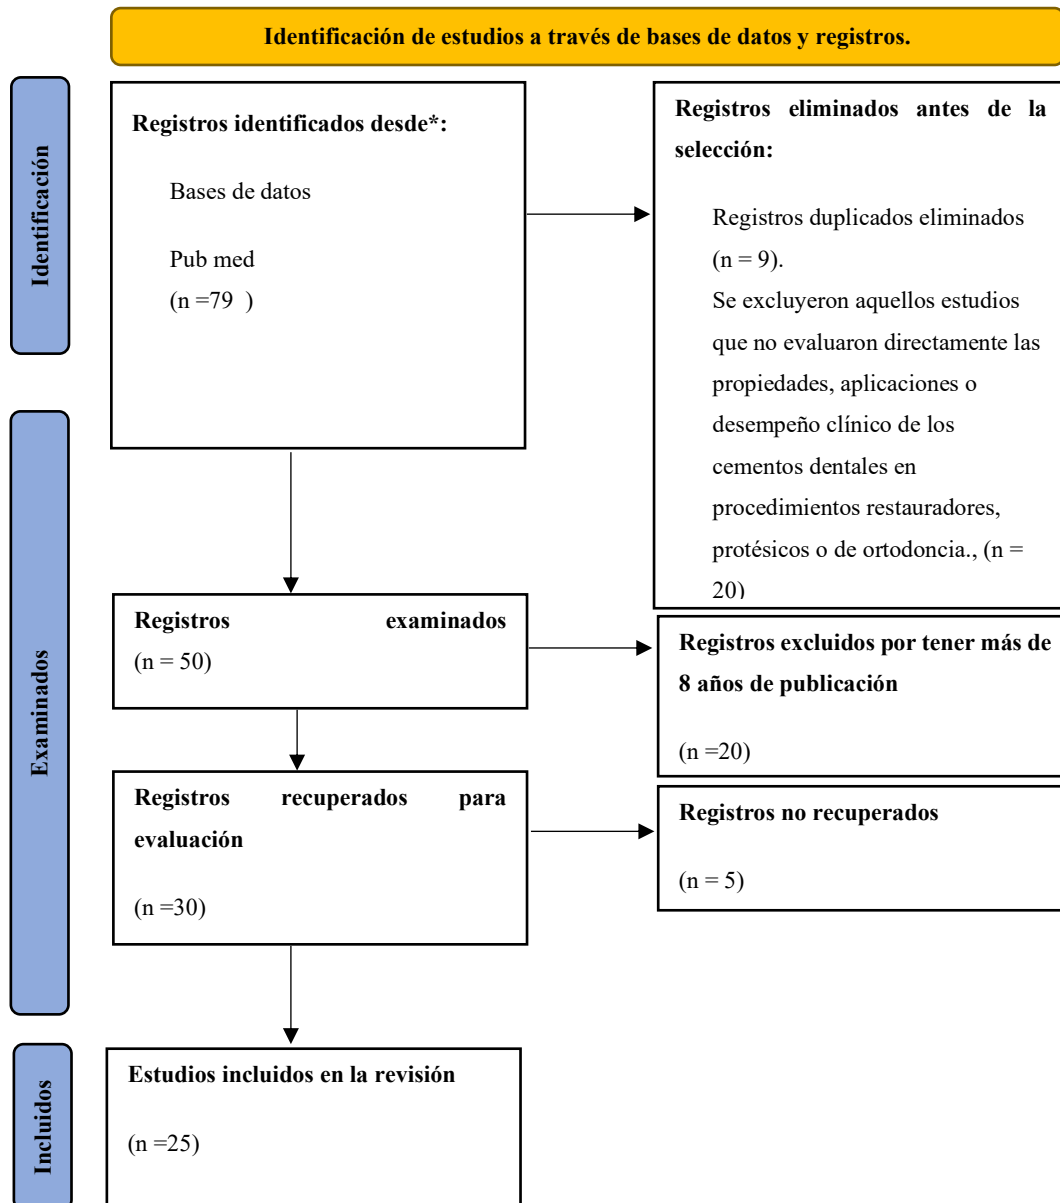 Identificación de estudios a través de bases de datos y registros.
Identificación
Registros identificados desde*:
Bases de datos
Pub med
(n =79  )
Registros eliminados antes de la
selección:
Registros duplicados eliminados
(n = 9).
Se excluyeron aquellos estudios
que no evaluaron directamente las
propiedades, aplicaciones o
desempeño clínico de los
cementos dentales en
procedimientos restauradores,
protésicos o de ortodoncia., (n =
20)
Examinados
Registros examinados
(n = 50)
Registros excluidos por tener más de
8 años de publicación
(n =20)
Registros recuperados para
evaluación
(n =30)
Registros no recuperados
(n = 5)
Incluidos
Estudios incluidos en la revisión
(n =25)